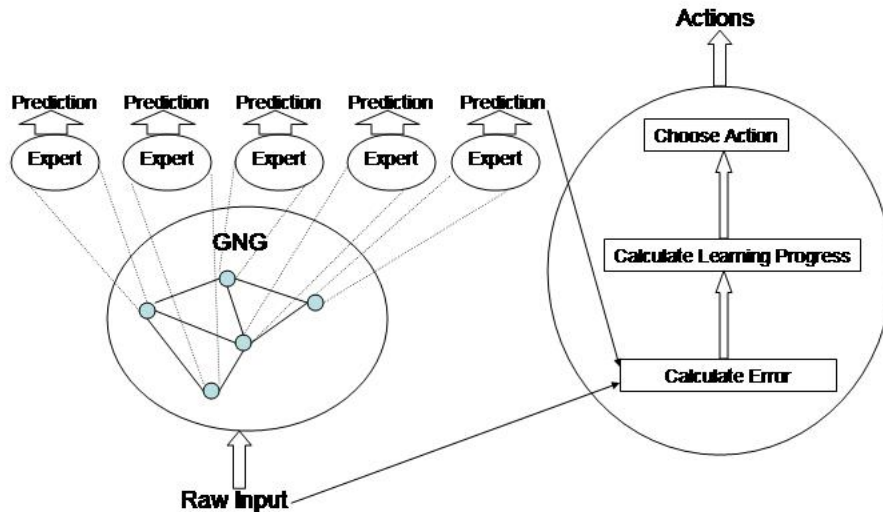 Actions
Prediction Prediction Prediction Prediction Prediction
Expert Expert Expert Expert Expert
Choose Action
GNG
Calculate Learning Progress
Calculate Error
Raw Input